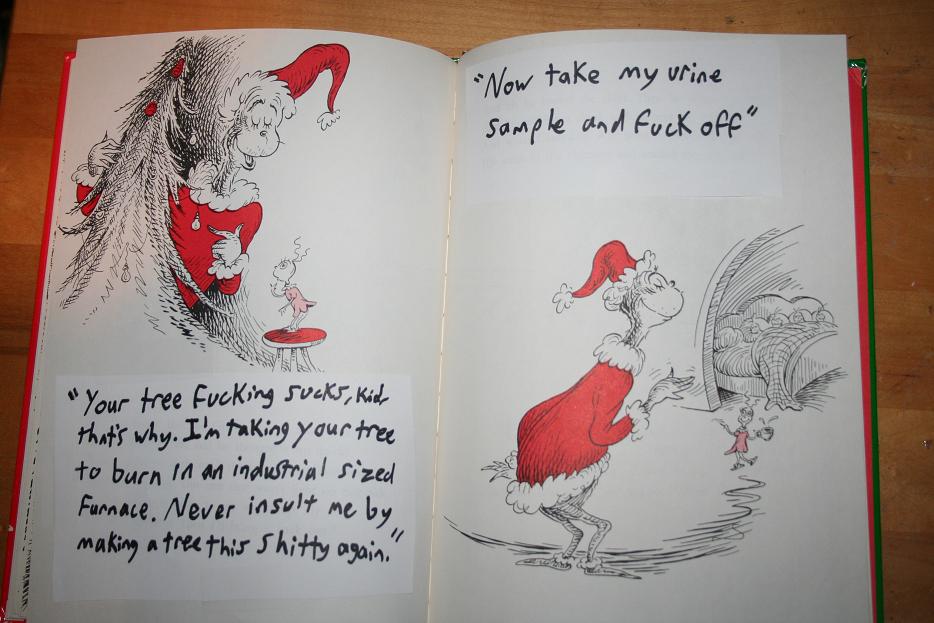 "Your tree Fucking sucks, kid,
that's why. I'm taking your tree
to burn in an industrial sized
Furnace. Never insult me by
making a tree this shitty again."
"Now take my urine
sample and Fuck off"